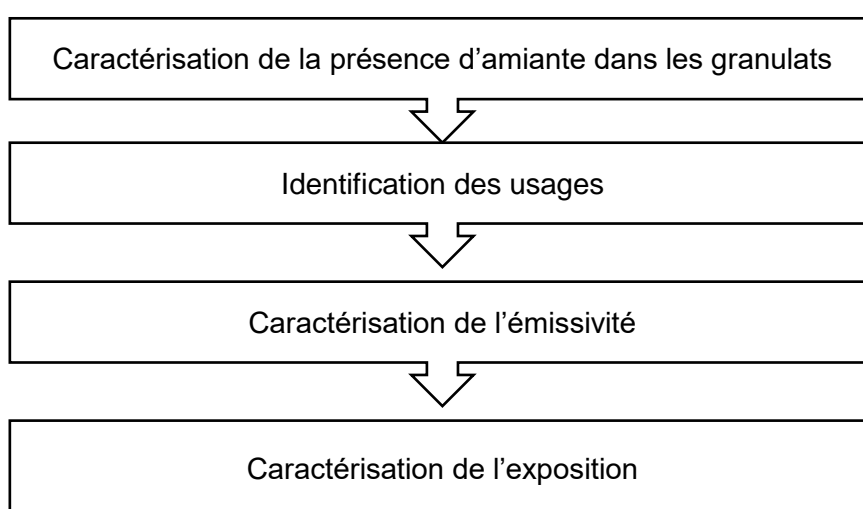 Caractérisation de la présence d’amiante dans les granulats
Identification des usages
Caractérisation de l’émissivité
Caractérisation de l’exposition